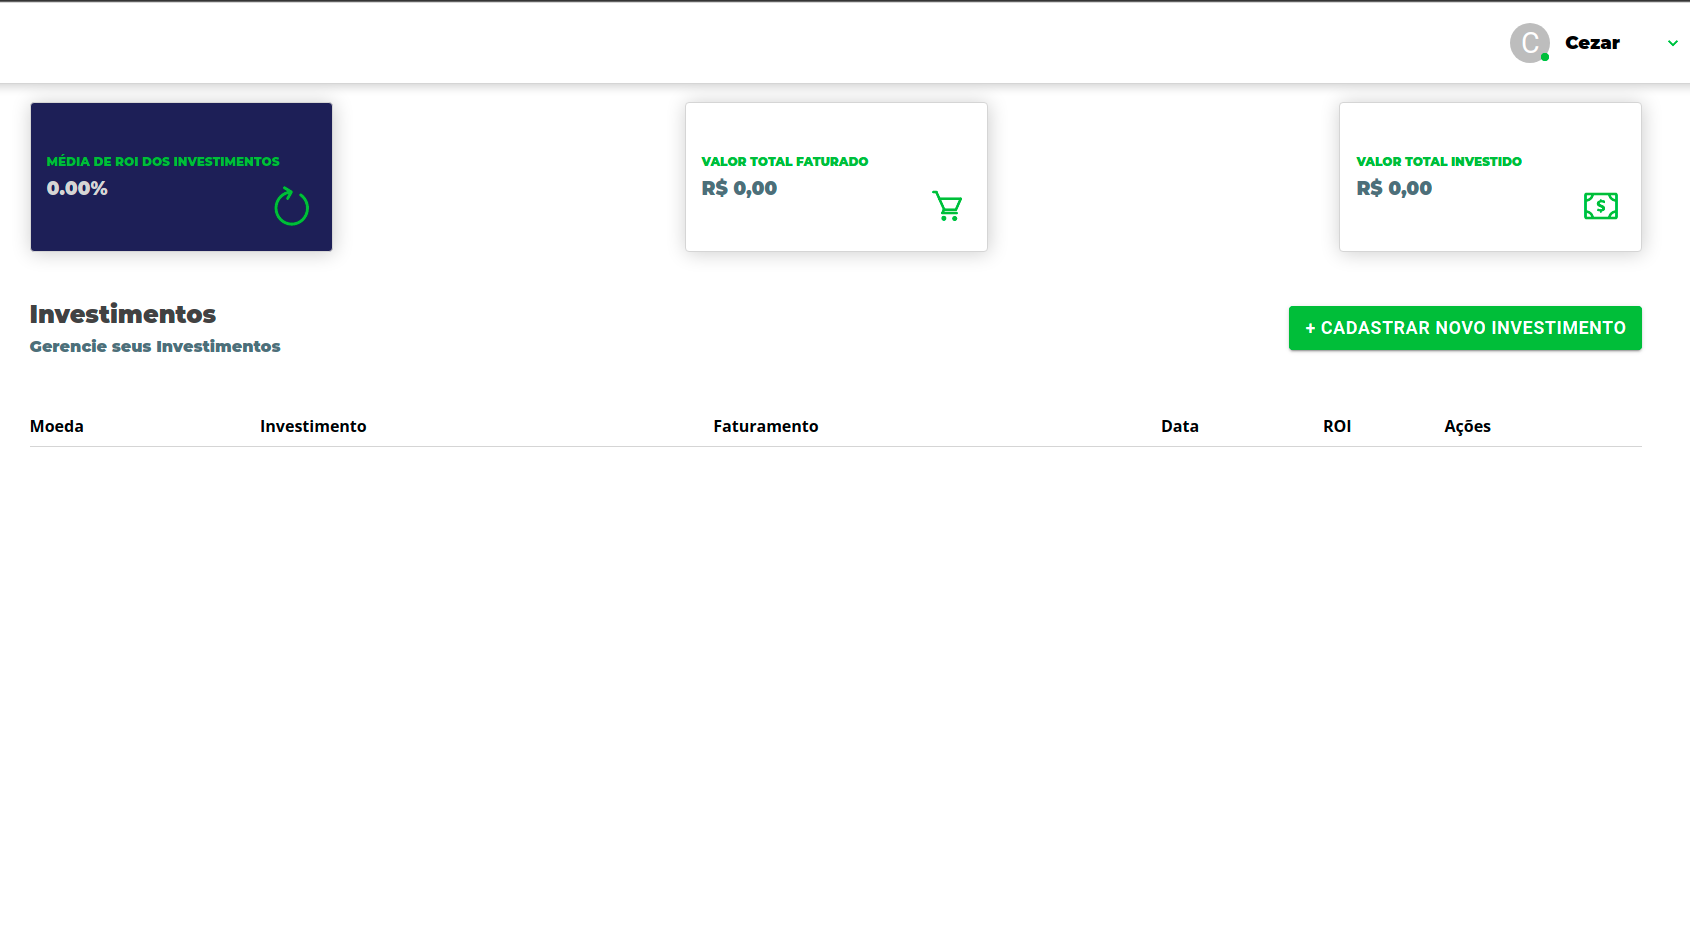 C Cezar
MÉDIA DE ROI DOS INVESTIMENTOS
0.00%
VALOR TOTAL FATURADO
R$ 0,00
VALOR TOTAL INVESTIDO
R$ 0,00
Investimentos
Gerencie seus Investimentos
+ CADASTRAR NOVO INVESTIMENTO
Moeda Investimento Faturamento Data ROI Ações